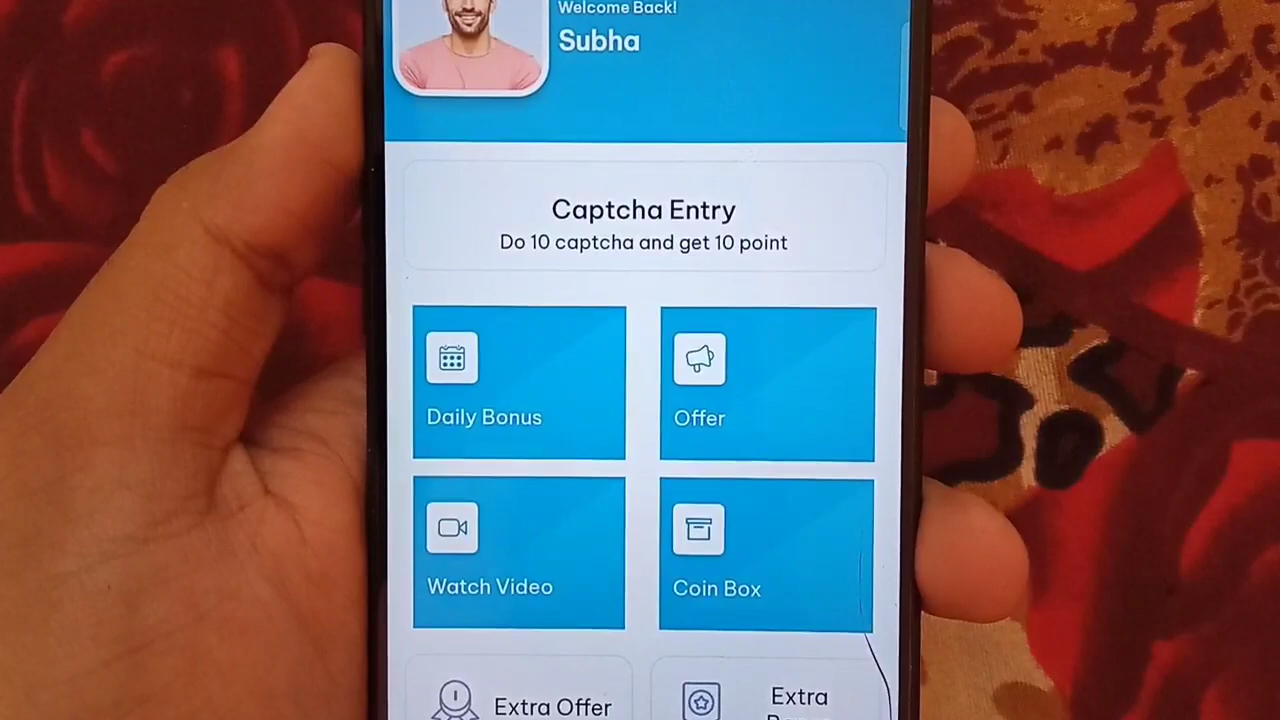 Welcome Back!
Subha
Captcha Entry
Do 10 captcha and get 10 point
Daily Bonus
Offer
Watch Video
Coin Box
Extra Offer
Extra